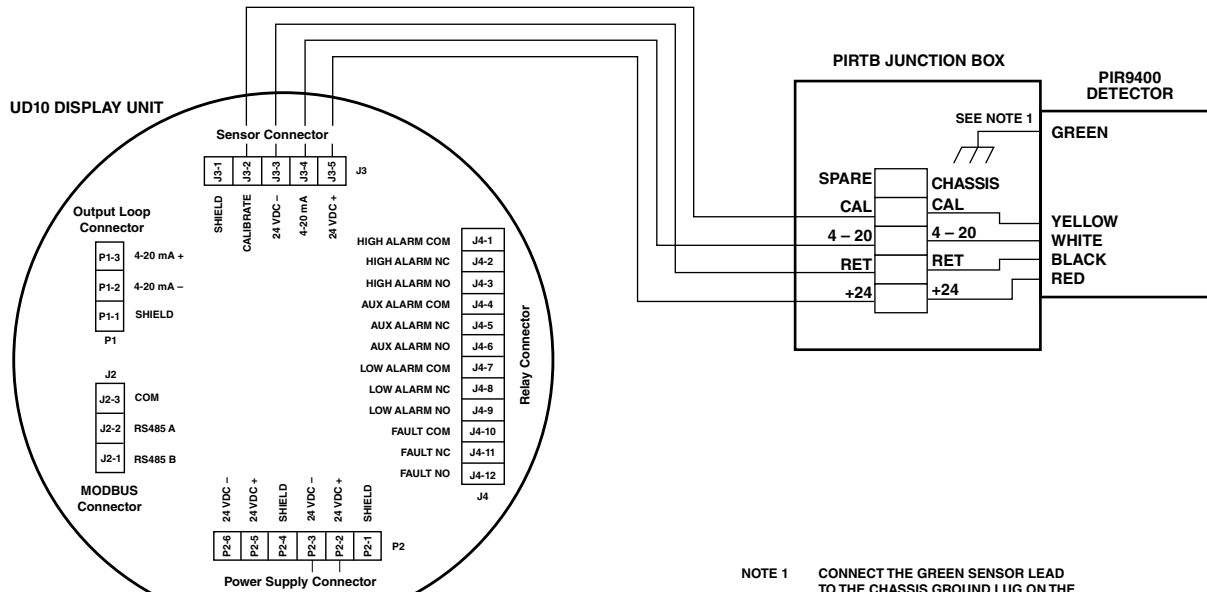 PIRTB JUNCTION BOX
PIR9400
DETECTOR
UD10 DISPLAY UNIT
SEE NOTE 1
GREEN
Sensor Connector
J3-1
J3-2
J3-3
J3-4
J3-5
J3
SHIELD
CALIBRATE
24 VDC –
4-20 mA
24 VDC +
SPARE
CHASSIS
CAL
CAL
YELLOW
4 – 20
4 – 20
WHITE
RET
RET
BLACK
+24
+24
RED
Output Loop
Connector
P1-3 4-20 mA +
P1-2 4-20 mA –
P1-1 SHIELD
P1
HIGH ALARM COM J4-1
HIGH ALARM NC J4-2
HIGH ALARM NO J4-3
AUX ALARM COM J4-4
AUX ALARM NC J4-5
AUX ALARM NO J4-6
LOW ALARM COM J4-7
LOW ALARM NC J4-8
LOW ALARM NO J4-9
FAULT COM J4-10
FAULT NC J4-11
FAULT NO J4-12
J4
Relay Connector
J2
J2-3 COM
J2-2 RS485 A
J2-1 RS485 B
MODBUS
Connector
24 VDC –
24 VDC +
SHIELD
24 VDC –
24 VDC +
SHIELD
P2-6
P2-5
P2-4
P2-3
P2-2
P2-1
P2
Power Supply Connector
NOTE 1 CONNECT THE GREEN SENSOR LEAD
TO THE CHASSIS GROUND LUG ON THE